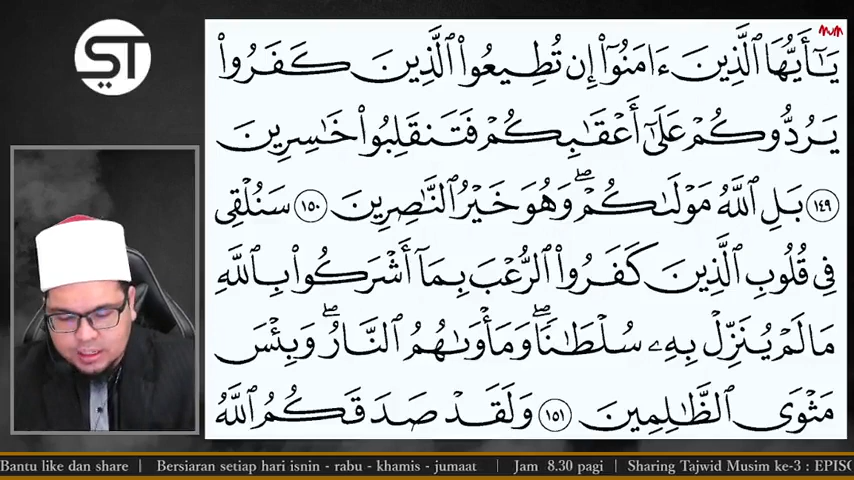 ST
يَٰٓأَيُّهَا ٱلَّذِينَ ءَامَنُوٓا۟ إِن تُطِيعُوا۟ ٱلَّذِينَ كَفَرُوا۟
يَرُدُّوكُمْ عَلَىٰٓ أَعْقَٰبِكُمْ فَتَنقَلِبُوا۟ خَٰسِرِينَ
١٤٩ بَلِ ٱللَّهُ مَوْلَىٰكُمْ ۖ وَهُوَ خَيْرُ ٱلنَّٰصِرِينَ ١٥٠ سَنُلْقِى
فِى قُلُوبِ ٱلَّذِينَ كَفَرُوا۟ ٱلرُّعْبَ بِمَآ أَشْرَكُوا۟ بِٱللَّهِ
مَا لَمْ يُنَزِّلْ بِهِۦ سُلْطَٰنًا ۖ وَمَأْوَىٰهُمُ ٱلنَّارُ ۖ وَبِئْسَ
مَثْوَى ٱلظَّٰلِمِينَ ١٥١ وَلَقَدْ صَدَقَكُمُ ٱللَّهُ
Bantu like dan share | Bersiaran setiap hari isnin - rabu - khamis - jumaat | Jam 8.30 pagi | Sharing Tajwid Musim ke-3 : EPISO